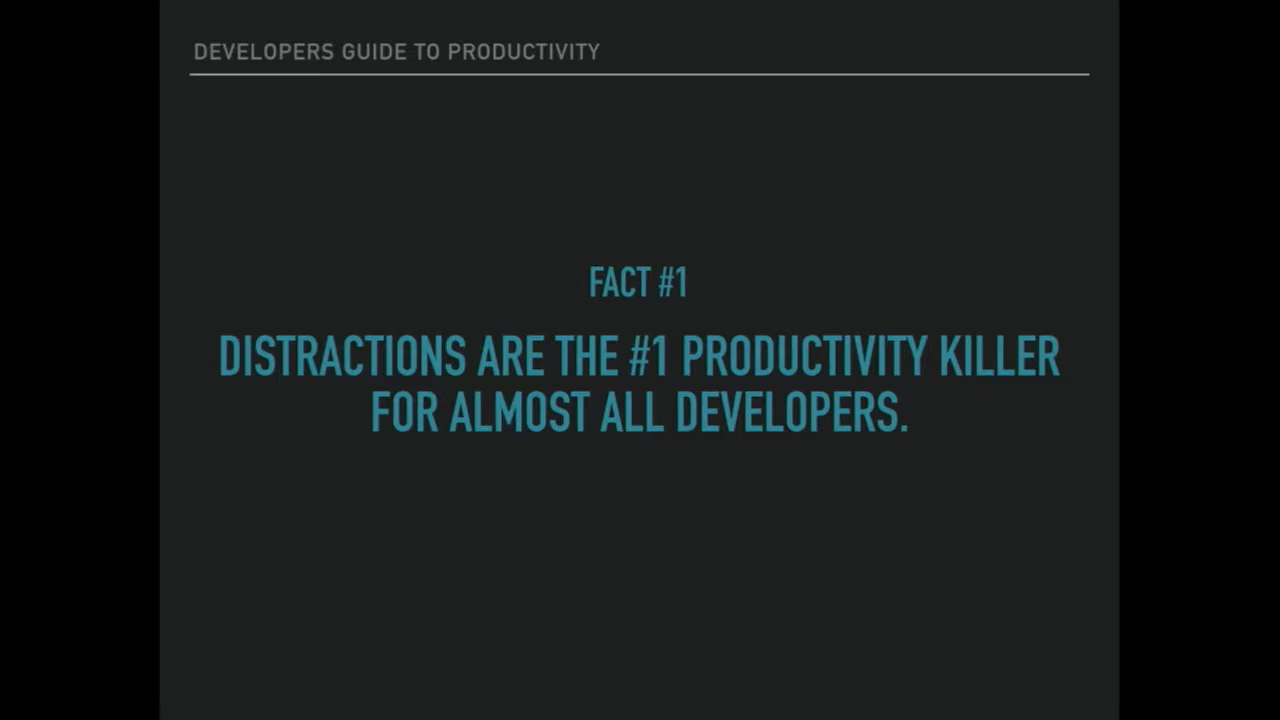 DEVELOPERS GUIDE TO PRODUCTIVITY
FACT #1
DISTRACTIONS ARE THE #1 PRODUCTIVITY KILLER
FOR ALMOST ALL DEVELOPERS.